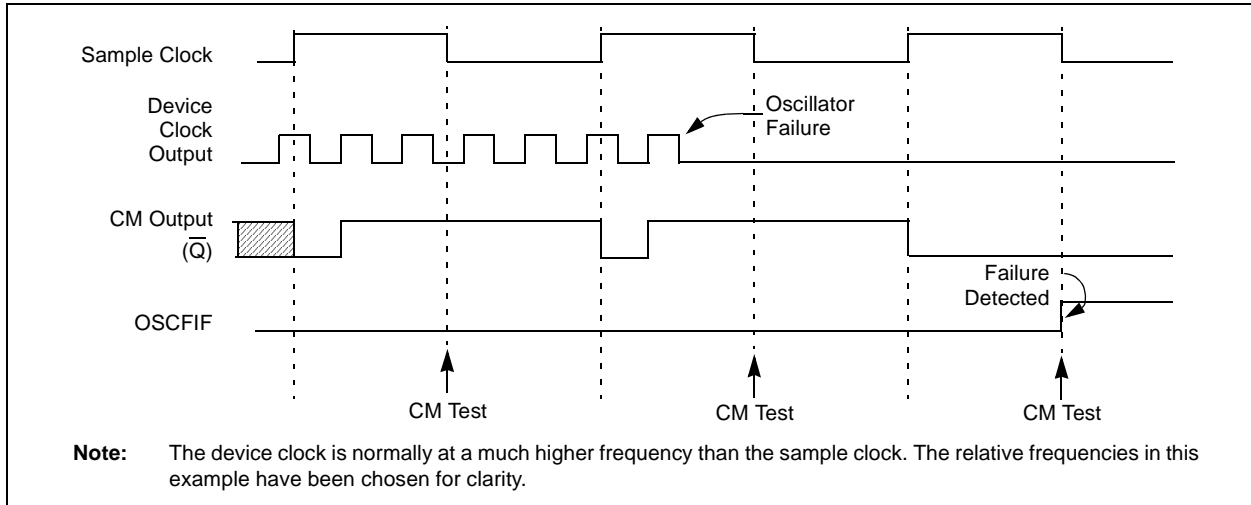 Sample Clock
Device
Clock
Output
Oscillator
Failure
CM Output
(Q̅)
Failure
Detected
OSCFIF
CM Test
CM Test
CM Test
Note: The device clock is normally at a much higher frequency than the sample clock. The relative frequencies in this
example have been chosen for clarity.